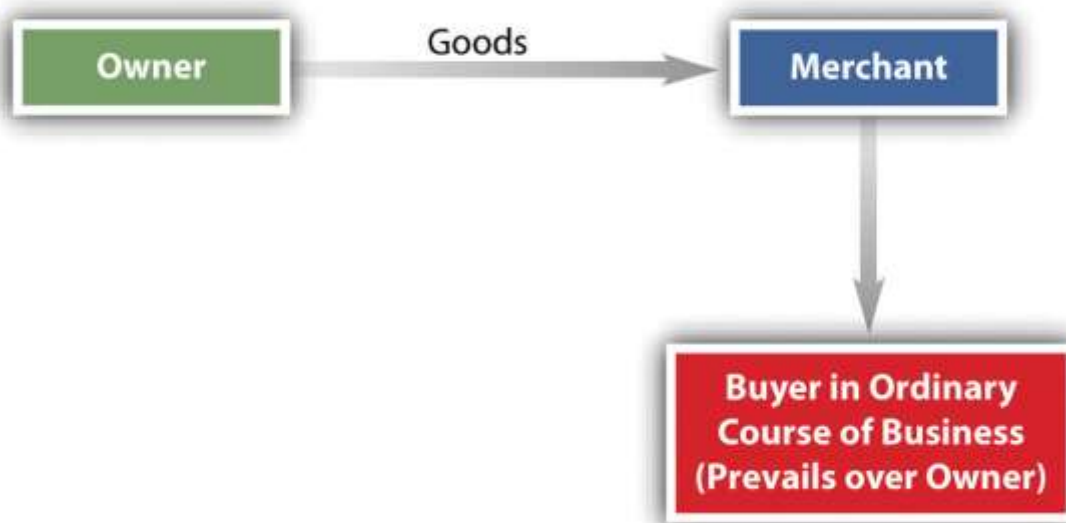 Owner
Goods
Merchant
Buyer in Ordinary
Course of Business
(Prevails over Owner)